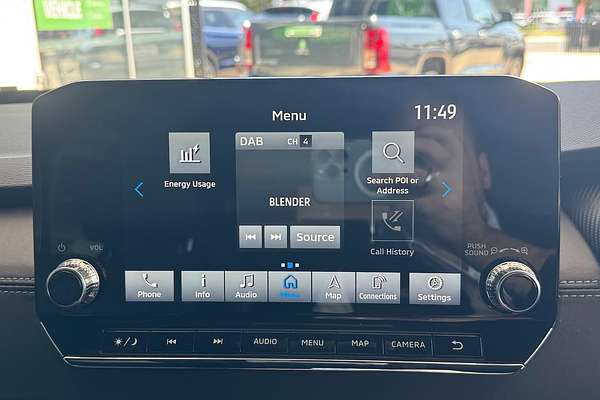 VEHICLE
Menu
11:49
Energy Usage
DAB CH 4
BLENDER
Source
Search POI or
Address
Call History
VOL
PUSH
SOUND
Phone
Info
Audio
Menu
Map
Connections
Settings
AUDIO
MENU
MAP
CAMERA